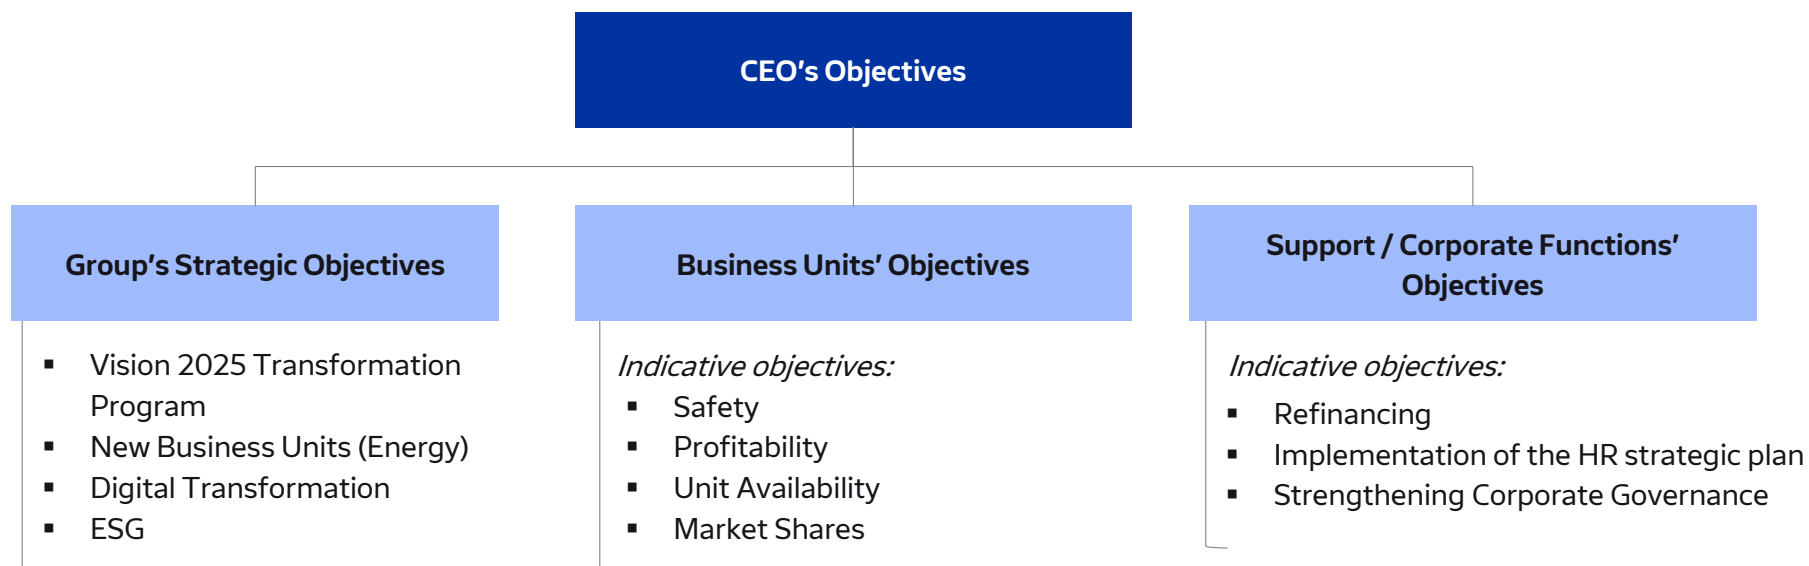 CEO's Objectives
Group's Strategic Objectives
▪ Vision 2025 Transformation
Program
▪ New Business Units (Energy)
▪ Digital Transformation
▪ ESG
Business Units' Objectives
Indicative objectives:
▪ Safety
▪ Profitability
▪ Unit Availability
▪ Market Shares
Support / Corporate Functions'
Objectives
Indicative objectives:
▪ Refinancing
▪ Implementation of the HR strategic plan
▪ Strengthening Corporate Governance